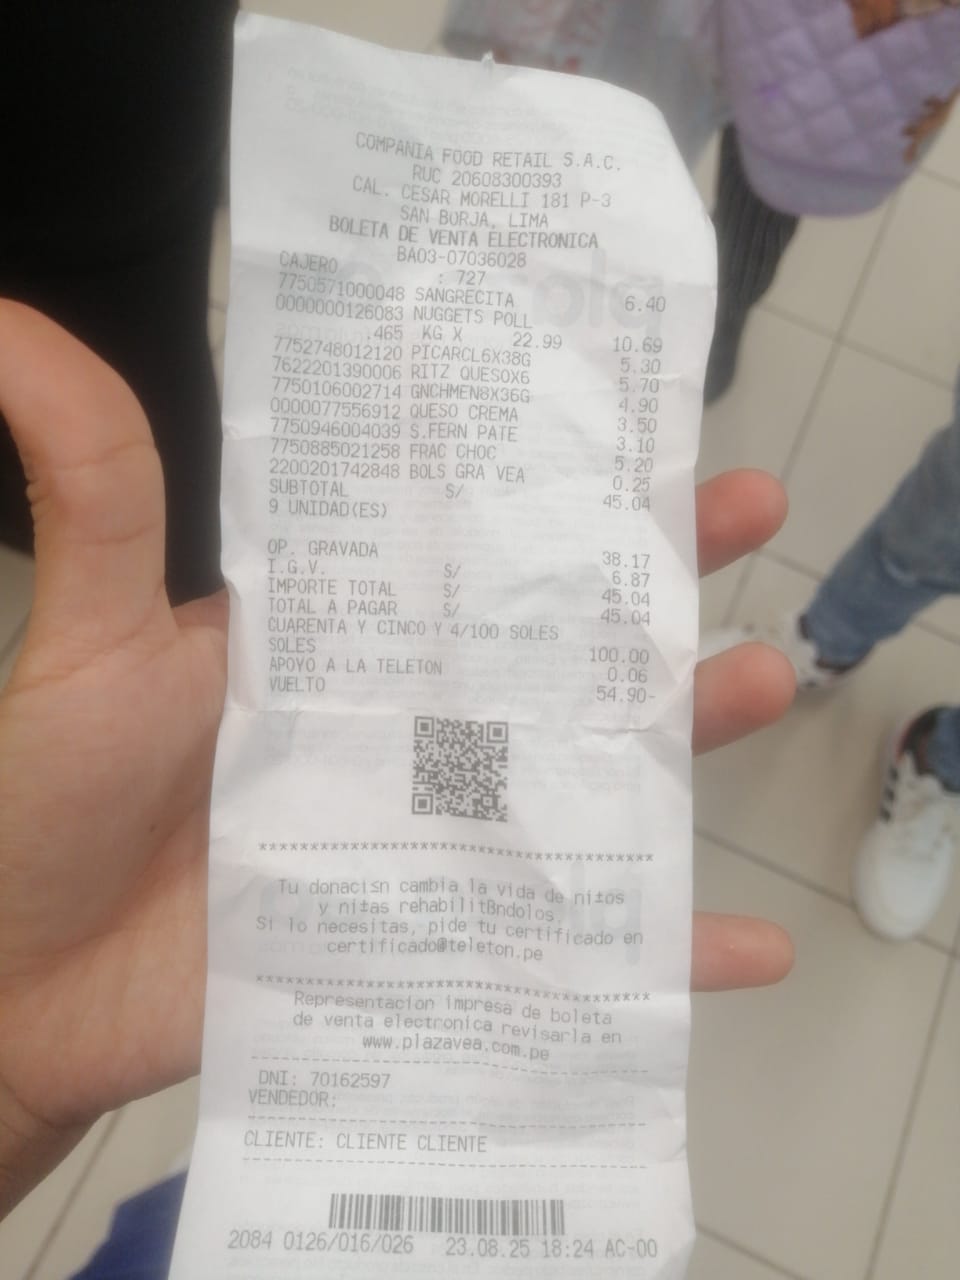 COMPANIA FOOD RETAIL S.A.C.
RUC 20608300393
CAL. CESAR MORELLI 181 P-3
SAN BORJA, LIMA
BOLETA DE VENTA ELECTRONICA
BA03-07036028
CAJERO : 727
7750571000048 SANGRECITA 6.40
0000000126083 NUGGETS POLL
.465 KG X 22.99 10.69
7752748012120 PICARCL6X38G 5.30
7622201390006 RITZ QUESOX6 5.70
7750106002714 GNCHMEN8X36G 4.90
0000077556912 QUESO CREMA 3.50
7750946004039 S.FERN PATE 3.10
7750885021258 FRAC CHOC 5.20
2200201742848 BOLS GRA VEA 0.25
SUBTOTAL S/ 45.04
9 UNIDAD(ES)
OP. GRAVADA 38.17
I.G.V. S/ 6.87
IMPORTE TOTAL S/ 45.04
TOTAL A PAGAR S/ 45.04
CUARENTA Y CINCO Y 4/100 SOLES
SOLES 100.00
APOYO A LA TELETON 0.06
VUELTO 54.90-
****************************************
Tu donacisn cambia la vida de ni±os
y ni±as rehabilitßndolos.
Si lo necesitas, pide tu certificado en
certificado@teleton.pe
****************************************
Representacion impresa de boleta
de venta electronica revisarla en
www.plazavea.com.pe
DNI: 70162597
VENDEDOR:
CLIENTE: CLIENTE CLIENTE
2084 0126/016/026 23.08.25 18:24 AC-00